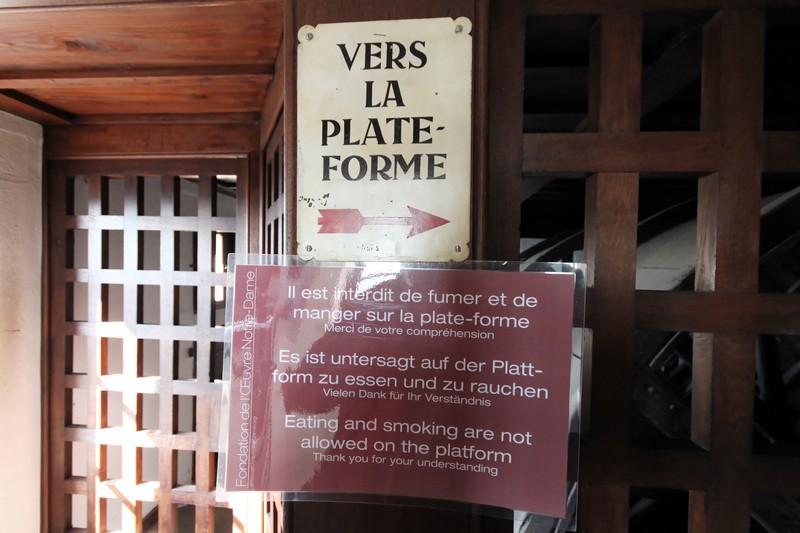 VERS
LA
PLATE-
FORME
Il est interdit de fumer et de
manger sur la plate-forme
Merci de votre compréhension
Es ist untersagt auf der Platt-
form zu essen und zu rauchen
Vielen Dank für Ihr Verständnis
Eating and smoking are not
allowed on the platform
Thank you for your understanding
Fondation de l'Œuvre Notre-Dame